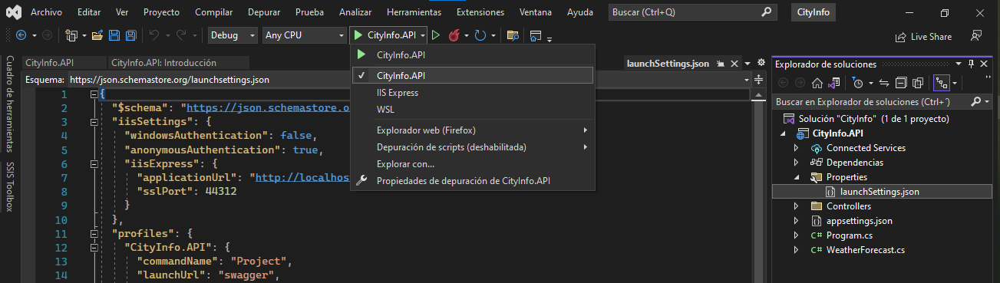 Archivo Editar Ver Proyecto Compilar Depurar Prueba Analizar Herramientas Extensiones Ventana Ayuda Buscar (Ctrl+Q) CityInfo
Debug Any CPU CityInfo.API Live Share
Cuadro de herramientas
SSIS Toolbox
CityInfo.API CityInfo.API: Introducción launchSettings.json
Esquema: https://json.schemastore.org/launchsettings.json
1 {
2 "$schema": "https://json.schemastore.o
3 "iisSettings": {
4 "windowsAuthentication": false,
5 "anonymousAuthentication": true,
6 "iisExpress": {
7 "applicationUrl": "http://localhost
8 "sslPort": 44312
9 }
10 },
11 "profiles": {
12 "CityInfo.API": {
13 "commandName": "Project",
14 "launchUrl": "swagger",
CityInfo.API
CityInfo.API
IIS Express
WSL
Explorador web (Firefox)
Depuración de scripts (deshabilitada)
Explorar con...
Propiedades de depuración de CityInfo.API
Explorador de soluciones
Buscar en Explorador de soluciones (Ctrl+´)
Solución "CityInfo" (1 de 1 proyecto)
CityInfo.API
Connected Services
Dependencias
Properties
launchSettings.json
Controllers
appsettings.json
C# Program.cs
C# WeatherForecast.cs